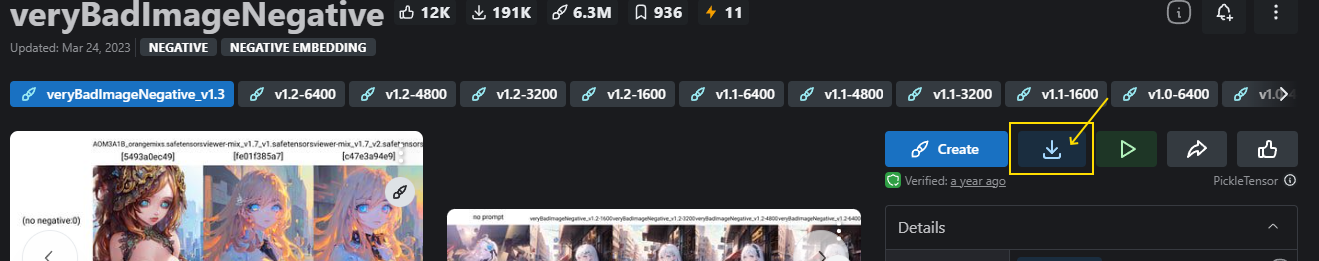 veryBadImageNegative 12K 191K 6.3M 936 11
Updated: Mar 24, 2023 NEGATIVE NEGATIVE EMBEDDING
veryBadImageNegative_v1.3 v1.2-6400 v1.2-4800 v1.2-3200 v1.2-1600 v1.1-6400 v1.1-4800 v1.1-3200 v1.1-1600 v1.0-6400
Create
AOM3A1B_orangemixs.safetensorsviewer-mix_v1.7_v1.safetensorsviewer-mix_v1.7_v2.safetensors
[5493a0ec49] [fe01f385a7] [c47e3a94e9]
Verified: a year ago PickleTensor
(no negative:0)
no prompt veryBadImageNegative_v1.2-1600veryBadImageNegative_v1.2-3200veryBadImageNegative_v1.2-4800veryBadImageNegative_v1.2-6400
Details